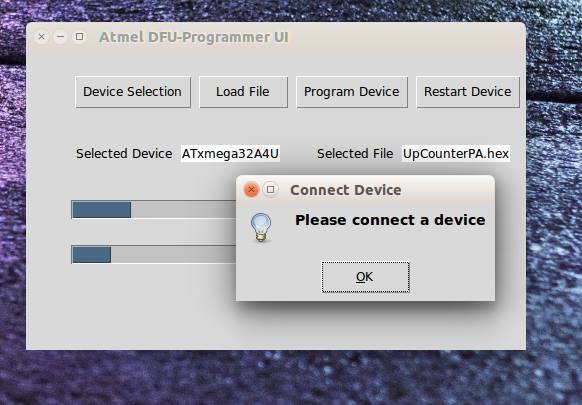 Atmel DFU-Programmer UI
Device Selection Load File Program Device Restart Device
Selected Device ATxmega32A4U Selected File UpCounterPA.hex
Connect Device
Please connect a device
OK